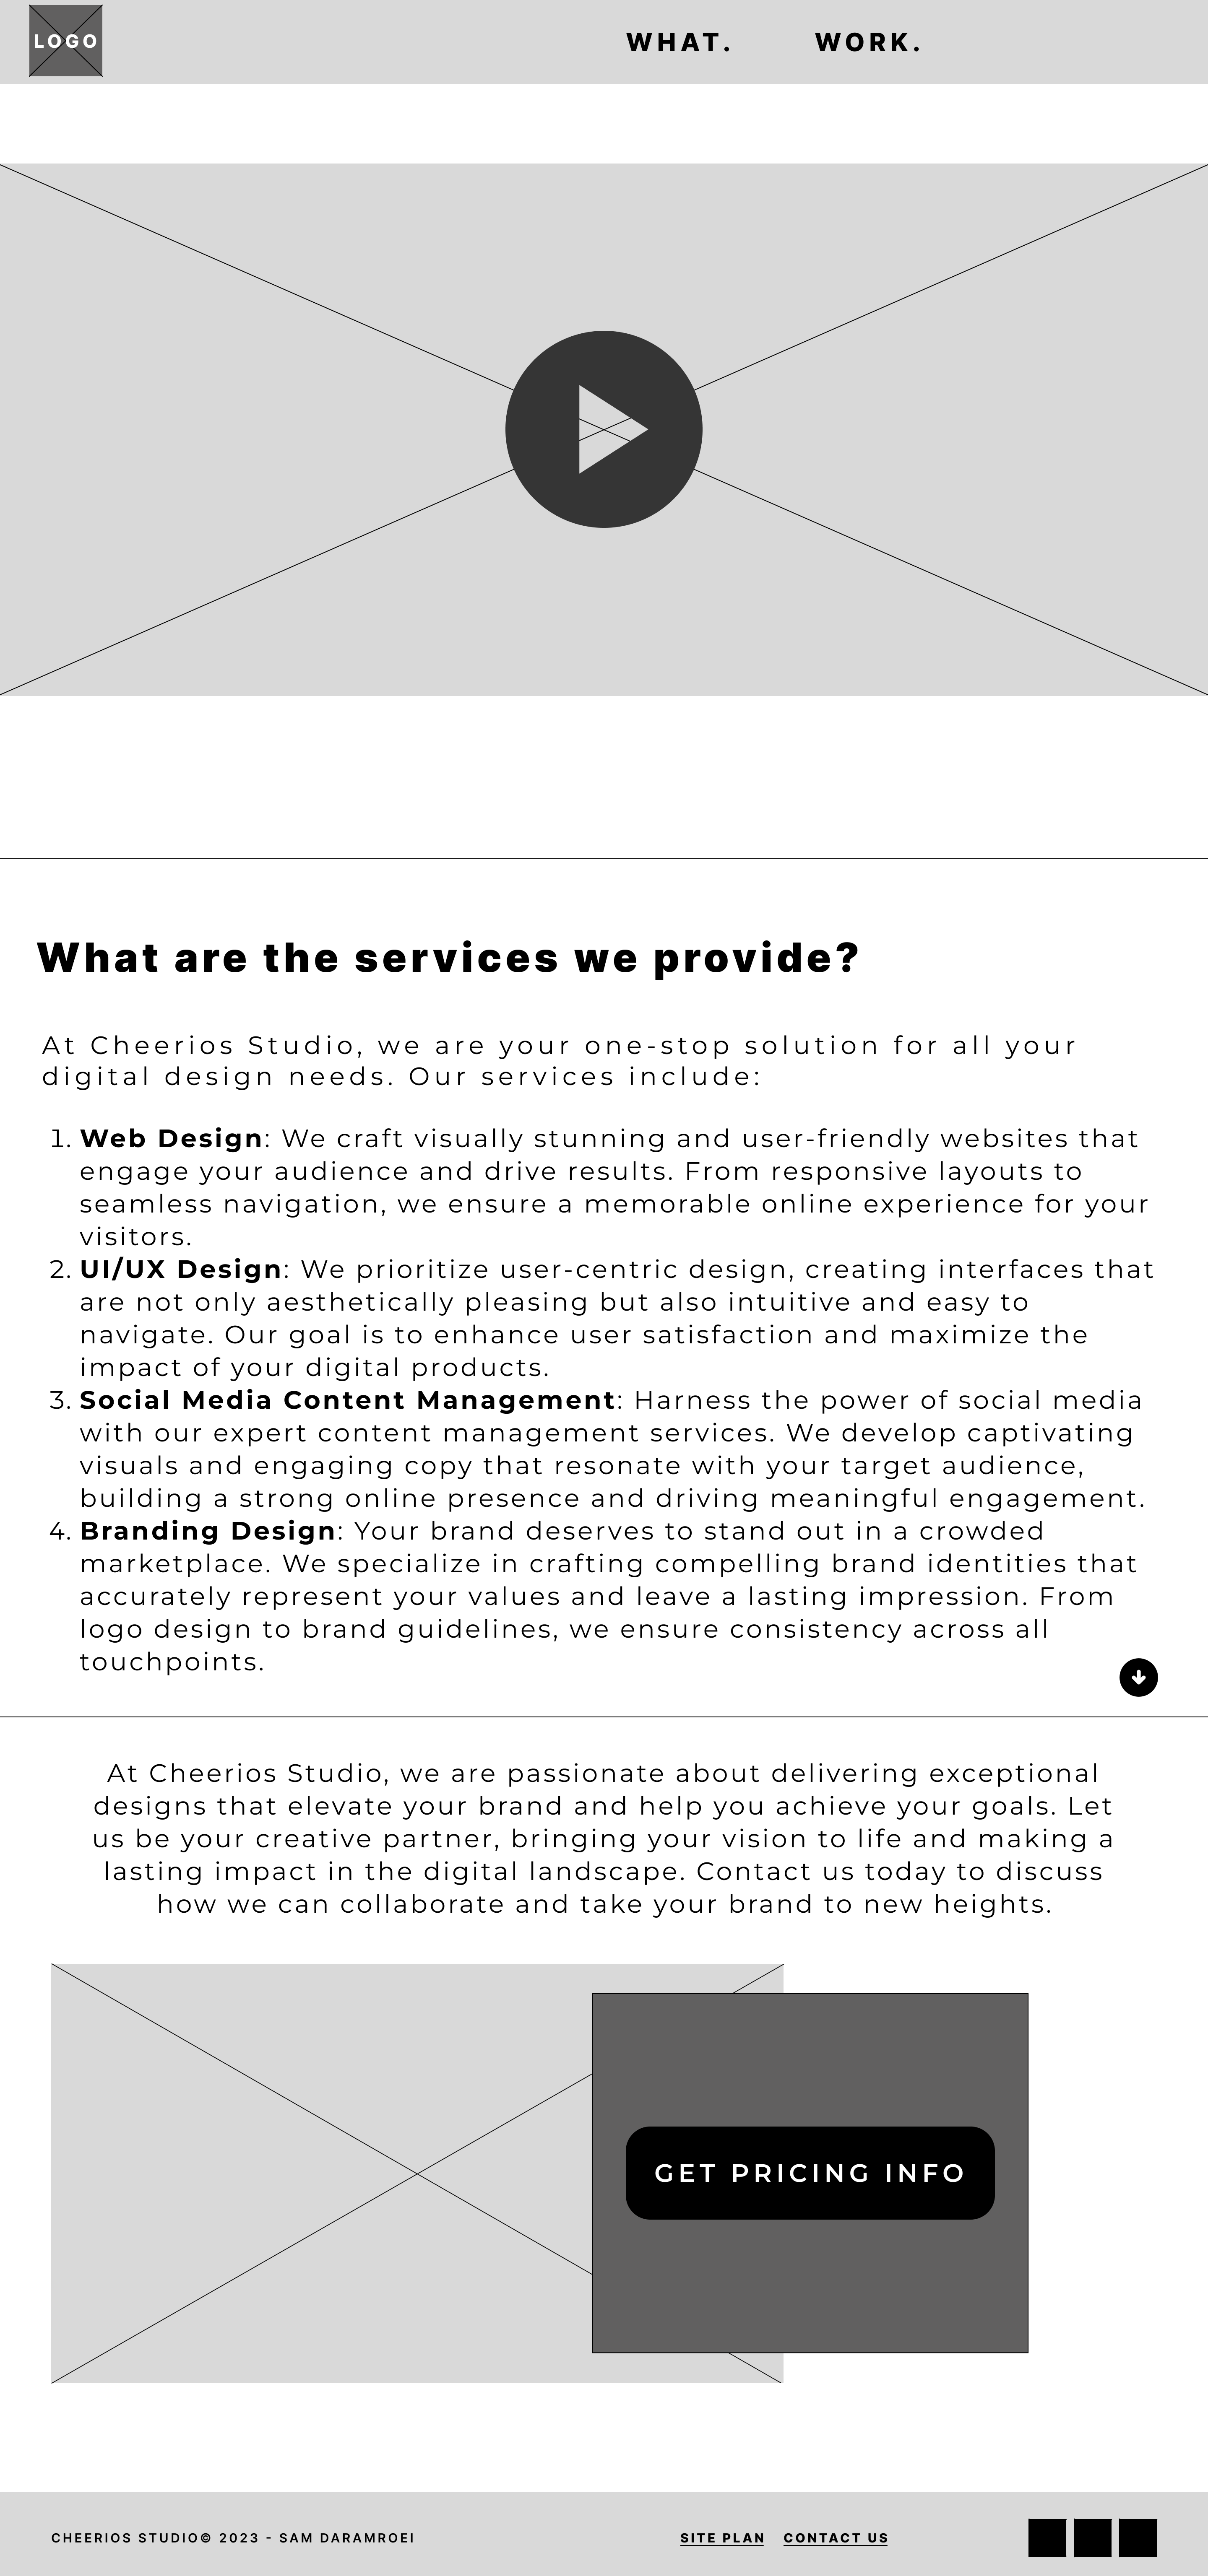 LOGO
WHAT.
WORK.
What are the services we provide?
At Cheerios Studio, we are your one-stop solution for all your
digital design needs. Our services include:
1. Web Design: We craft visually stunning and user-friendly websites that
engage your audience and drive results. From responsive layouts to
seamless navigation, we ensure a memorable online experience for your
visitors.
2. UI/UX Design: We prioritize user-centric design, creating interfaces that
are not only aesthetically pleasing but also intuitive and easy to
navigate. Our goal is to enhance user satisfaction and maximize the
impact of your digital products.
3. Social Media Content Management: Harness the power of social media
with our expert content management services. We develop captivating
visuals and engaging copy that resonate with your target audience,
building a strong online presence and driving meaningful engagement.
4. Branding Design: Your brand deserves to stand out in a crowded
marketplace. We specialize in crafting compelling brand identities that
accurately represent your values and leave a lasting impression. From
logo design to brand guidelines, we ensure consistency across all
touchpoints.
At Cheerios Studio, we are passionate about delivering exceptional
designs that elevate your brand and help you achieve your goals. Let
us be your creative partner, bringing your vision to life and making a
lasting impact in the digital landscape. Contact us today to discuss
how we can collaborate and take your brand to new heights.
GET PRICING INFO
CHEERIOS STUDIO© 2023 - SAM DARAMROEI
SITE PLAN
CONTACT US